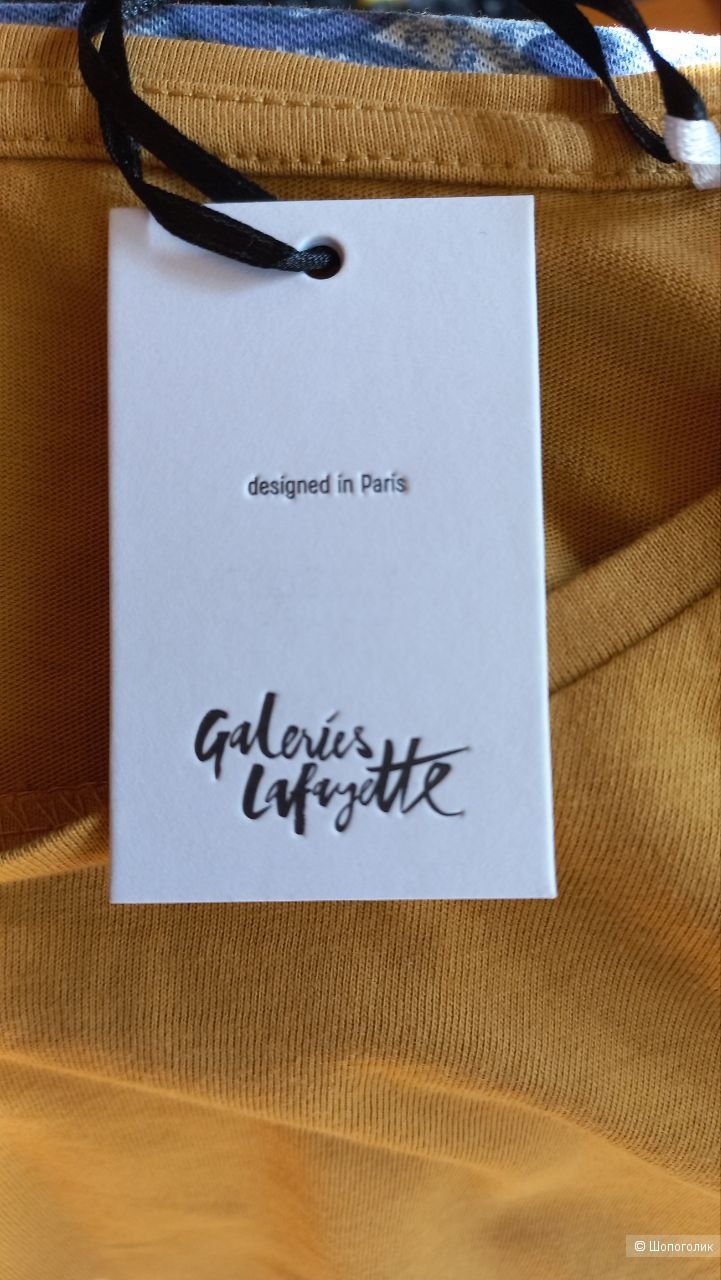 designed in Paris
Galeries
Lafayette
© Шопоголик